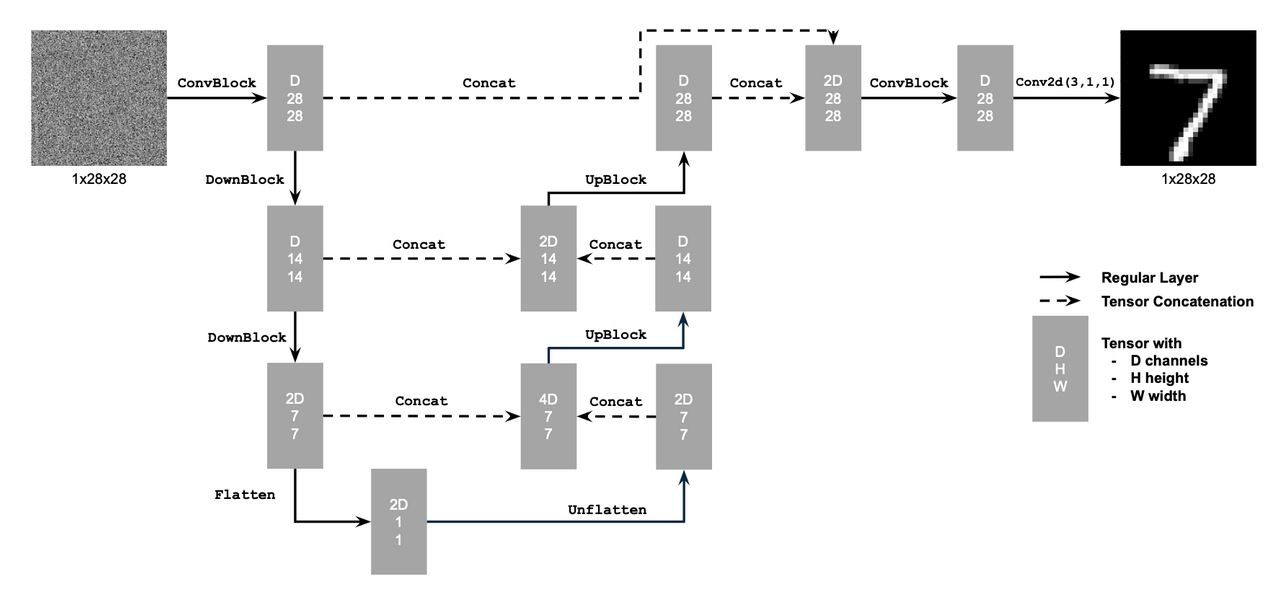 ConvBlock
D
28
28
Concat
D
28
28
Concat
2D
28
28
ConvBlock
D
28
28
Conv2d(3,1,1)
1x28x28
1x28x28
DownBlock
UpBlock
D
14
14
Concat
2D
14
14
Concat
D
14
14
DownBlock
UpBlock
2D
7
7
Concat
4D
7
7
Concat
2D
7
7
Flatten
2D
1
1
Unflatten
Regular Layer
Tensor Concatenation
D
H
W
Tensor with
- D channels
- H height
- W width
7